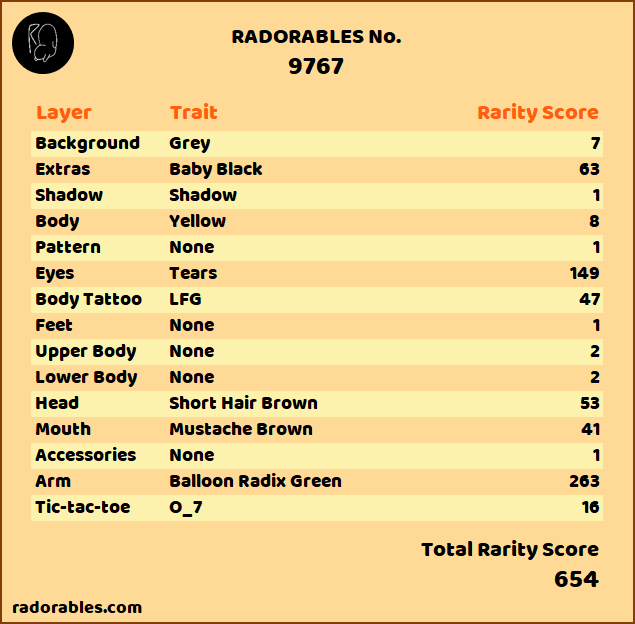 RADORABLES No.
9767
Layer Trait Rarity Score
Background Grey 7
Extras Baby Black 63
Shadow Shadow 1
Body Yellow 8
Pattern None 1
Eyes Tears 149
Body Tattoo LFG 47
Feet None 1
Upper Body None 2
Lower Body None 2
Head Short Hair Brown 53
Mouth Mustache Brown 41
Accessories None 1
Arm Balloon Radix Green 263
Tic-tac-toe O_7 16
Total Rarity Score
654
radorables.com